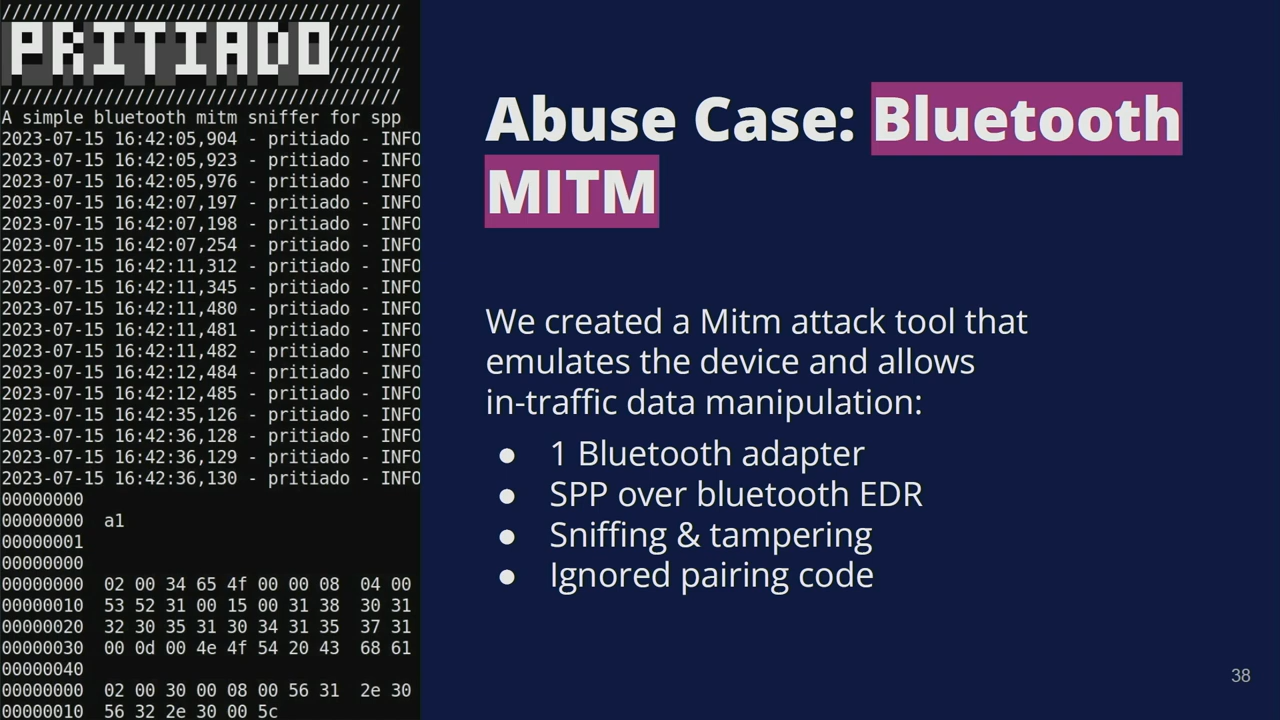 ////////////////////////////////////////
PRITIADO///////
///////
///////
///////
////////////////////////////////////////
A simple bluetooth mitm sniffer for spp
2023-07-15 16:42:05,904 - pritiado - INFO
2023-07-15 16:42:05,923 - pritiado - INFO
2023-07-15 16:42:05,976 - pritiado - INFO
2023-07-15 16:42:07,197 - pritiado - INFO
2023-07-15 16:42:07,198 - pritiado - INFO
2023-07-15 16:42:07,254 - pritiado - INFO
2023-07-15 16:42:11,312 - pritiado - INFO
2023-07-15 16:42:11,345 - pritiado - INFO
2023-07-15 16:42:11,480 - pritiado - INFO
2023-07-15 16:42:11,481 - pritiado - INFO
2023-07-15 16:42:11,482 - pritiado - INFO
2023-07-15 16:42:12,484 - pritiado - INFO
2023-07-15 16:42:12,485 - pritiado - INFO
2023-07-15 16:42:35,126 - pritiado - INFO
2023-07-15 16:42:36,128 - pritiado - INFO
2023-07-15 16:42:36,129 - pritiado - INFO
2023-07-15 16:42:36,130 - pritiado - INFO
00000000
00000000  a1
00000001
00000000
00000000  02 00 34 65 4f 00 00 08  04 00
00000010  53 52 31 00 15 00 31 38  30 31
00000020  32 30 35 31 30 34 31 35  37 31
00000030  00 0d 00 4e 4f 54 20 43  68 61
00000040
00000000  02 00 30 00 08 00 56 31  2e 30
00000010  56 32 2e 30 00 5c
Abuse Case: Bluetooth
MITM
We created a Mitm attack tool that
emulates the device and allows
in-traffic data manipulation:
● 1 Bluetooth adapter
● SPP over bluetooth EDR
● Sniffing & tampering
● Ignored pairing code
38